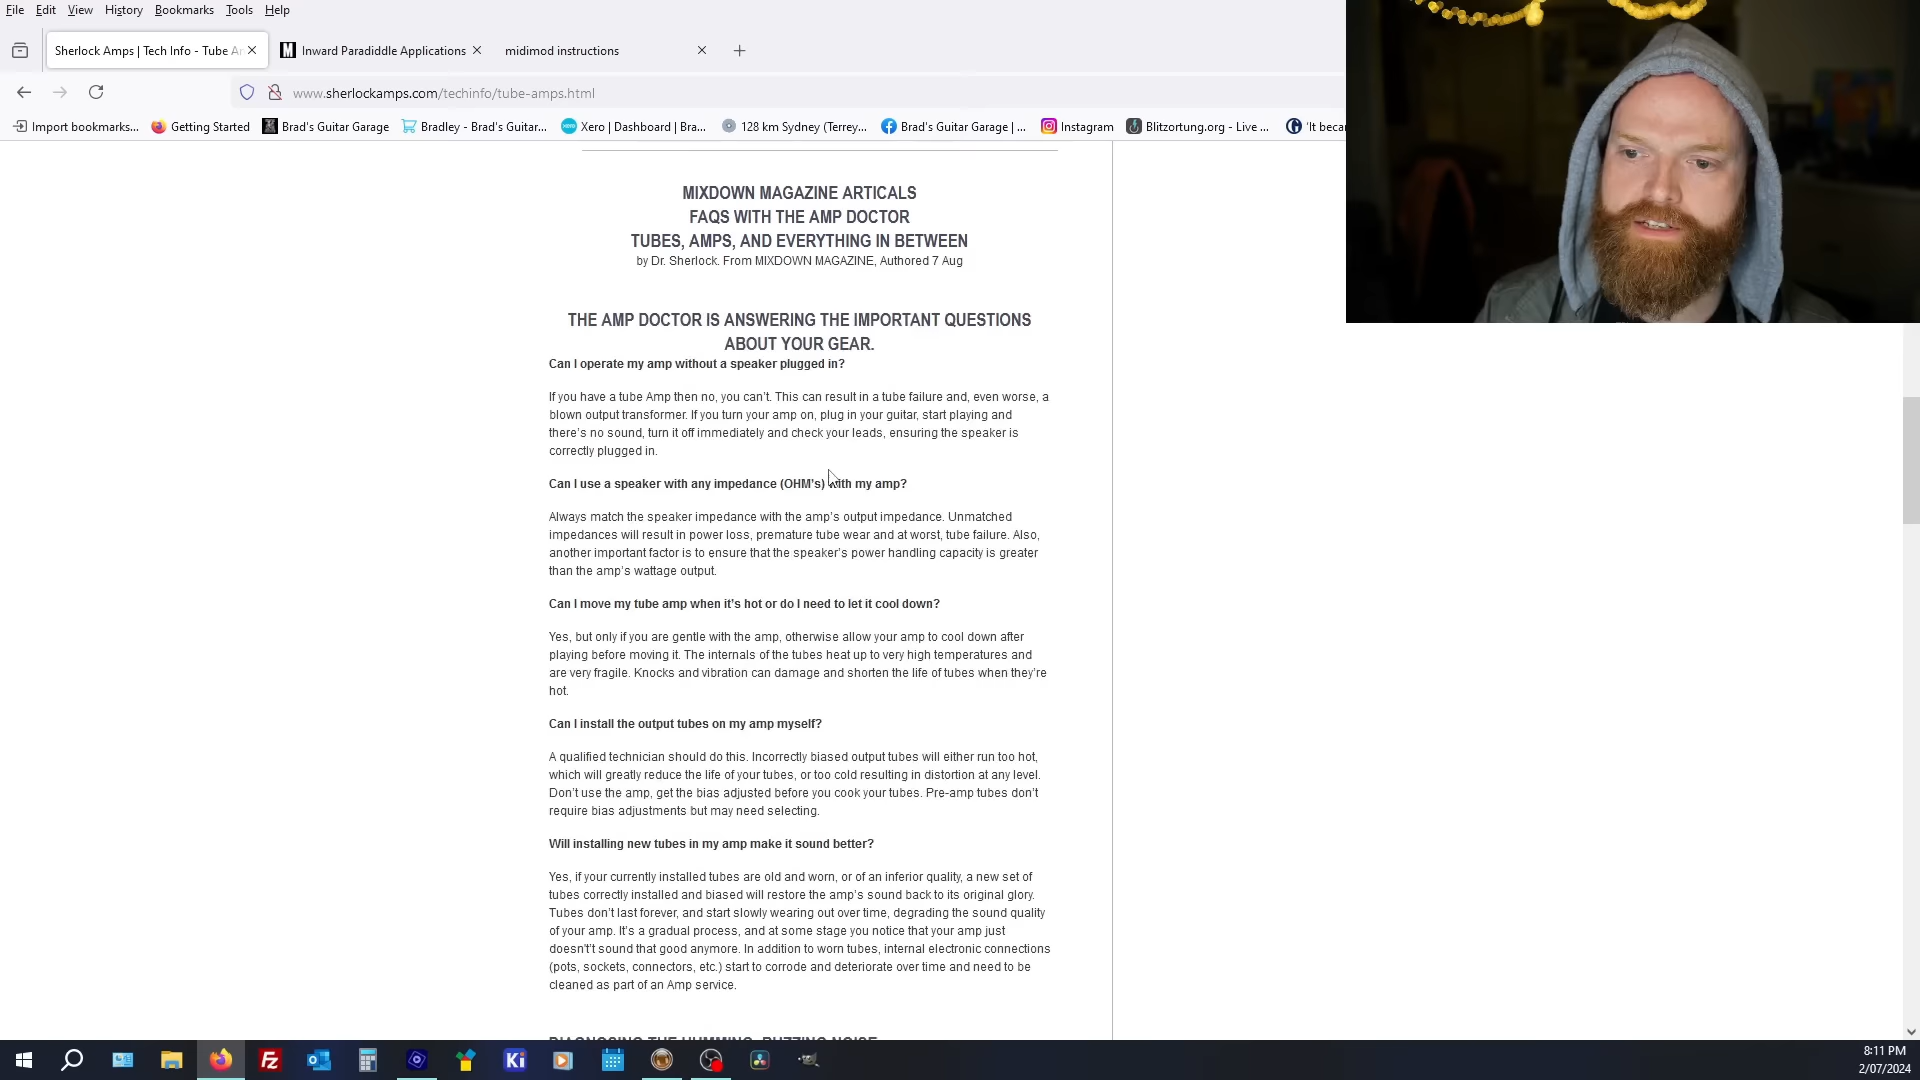 File Edit View History Bookmarks Tools Help
Sherlock Amps | Tech Info - Tube
Inward Paradiddle Applications
midimod instructions
www.sherlockamps.com/techinfo/tube-amps.html
Import bookmarks... Getting Started Brad's Guitar Garage Bradley - Brad's Guitar... Xero | Dashboard | Bra... 128 km Sydney (Terrey... Brad's Guitar Garage | ... Instagram Blitzortung.org - Live ... 'It becar
MIXDOWN MAGAZINE ARTICALS
FAQS WITH THE AMP DOCTOR
TUBES, AMPS, AND EVERYTHING IN BETWEEN
by Dr. Sherlock. From MIXDOWN MAGAZINE, Authored 7 Aug
THE AMP DOCTOR IS ANSWERING THE IMPORTANT QUESTIONS
ABOUT YOUR GEAR.
Can I operate my amp without a speaker plugged in?
If you have a tube Amp then no, you can't. This can result in a tube failure and, even worse, a
blown output transformer. If you turn your amp on, plug in your guitar, start playing and
there's no sound, turn it off immediately and check your leads, ensuring the speaker is
correctly plugged in.
Can I use a speaker with any impedance (OHM's) with my amp?
Always match the speaker impedance with the amp's output impedance. Unmatched
impedances will result in power loss, premature tube wear and at worst, tube failure. Also,
another important factor is to ensure that the speaker's power handling capacity is greater
than the amp's wattage output.
Can I move my tube amp when it's hot or do I need to let it cool down?
Yes, but only if you are gentle with the amp, otherwise allow your amp to cool down after
playing before moving it. The internals of the tubes heat up to very high temperatures and
are very fragile. Knocks and vibration can damage and shorten the life of tubes when they're
hot.
Can I install the output tubes on my amp myself?
A qualified technician should do this. Incorrectly biased output tubes will either run too hot,
which will greatly reduce the life of your tubes, or too cold resulting in distortion at any level.
Don't use the amp, get the bias adjusted before you cook your tubes. Pre-amp tubes don't
require bias adjustments but may need selecting.
Will installing new tubes in my amp make it sound better?
Yes, if your currently installed tubes are old and worn, or of an inferior quality, a new set of
tubes correctly installed and biased will restore the amp's sound back to its original glory.
Tubes don't last forever, and start slowly wearing out over time, degrading the sound quality
of your amp. It's a gradual process, and at some stage you notice that your amp just
doesn't't sound that good anymore. In addition to worn tubes, internal electronic connections
(pots, sockets, connectors, etc.) start to corrode and deteriorate over time and need to be
cleaned as part of an Amp service.
DIAGNOSING THE HUMMING, BUZZING NOISE
Fz Ki
8:11 PM
2/07/2024